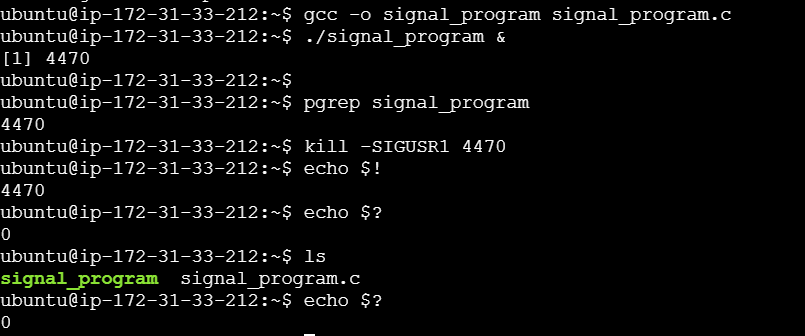 ubuntu@ip-172-31-33-212:~$ gcc -o signal_program signal_program.c
ubuntu@ip-172-31-33-212:~$ ./signal_program &
[1] 4470
ubuntu@ip-172-31-33-212:~$
ubuntu@ip-172-31-33-212:~$ pgrep signal_program
4470
ubuntu@ip-172-31-33-212:~$ kill -SIGUSR1 4470
ubuntu@ip-172-31-33-212:~$ echo $!
4470
ubuntu@ip-172-31-33-212:~$ echo $?
0
ubuntu@ip-172-31-33-212:~$ ls
signal_program  signal_program.c
ubuntu@ip-172-31-33-212:~$ echo $?
0